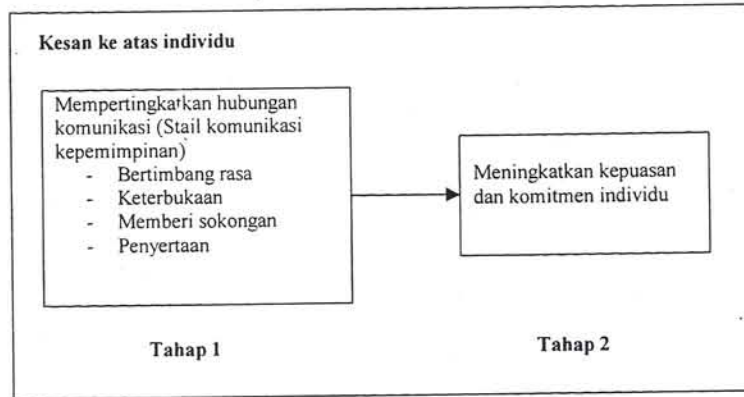 Kesan ke atas individu
Mempertingkatkan hubungan
komunikasi (Stail komunikasi
kepemimpinan)
- Bertimbang rasa
- Keterbukaan
- Memberi sokongan
- Penyertaan
Meningkatkan kepuasan
dan komitmen individu
Tahap 1
Tahap 2